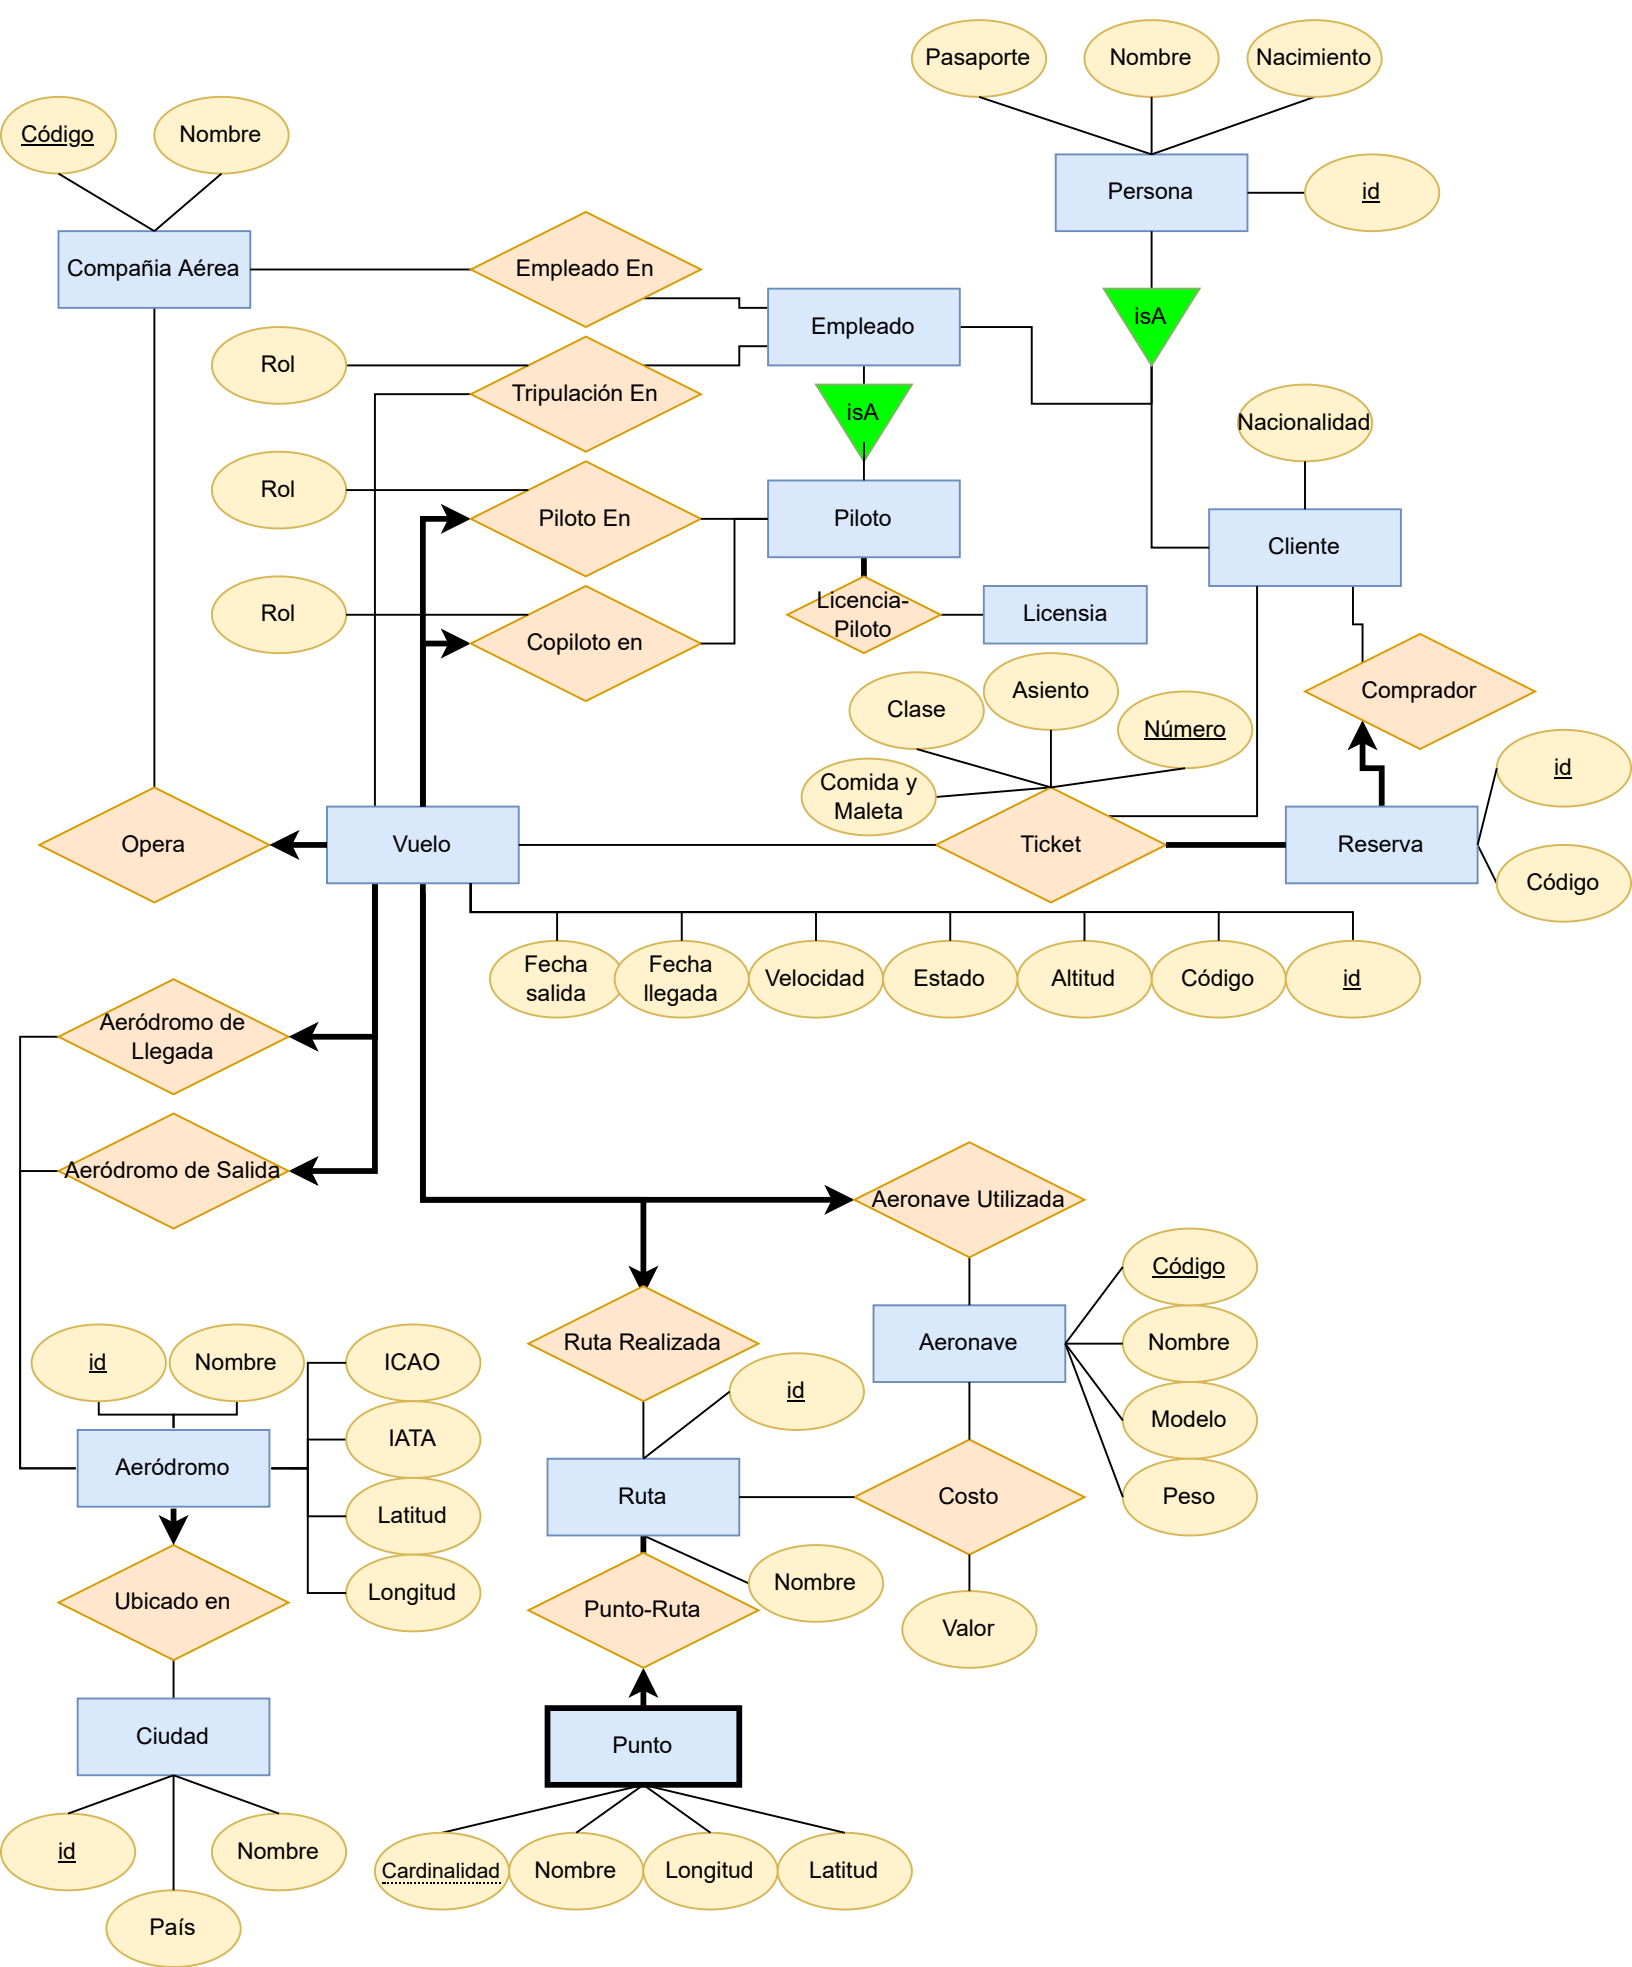 Pasaporte
Nombre
Nacimiento
Código
Nombre
Persona
id
Compañia Aérea
Empleado En
isA
Empleado
Rol
Tripulación En
isA
Nacionalidad
Rol
Piloto En
Piloto
Cliente
Rol
Copiloto en
Licencia-
Piloto
Licensia
Clase
Asiento
Número
Comprador
Comida y
Maleta
id
Opera
Vuelo
Ticket
Reserva
Código
Fecha
salida
Fecha
llegada
Velocidad
Estado
Altitud
Código
id
Aeródromo de
Llegada
Aeródromo de Salida
Aeronave Utilizada
Código
Ruta Realizada
Aeronave
Nombre
id
Nombre
ICAO
id
Modelo
IATA
Aeródromo
Ruta
Costo
Peso
Latitud
Longitud
Nombre
Ubicado en
Punto-Ruta
Valor
Ciudad
Punto
id
Nombre
Cardinalidad
Nombre
Longitud
Latitud
País